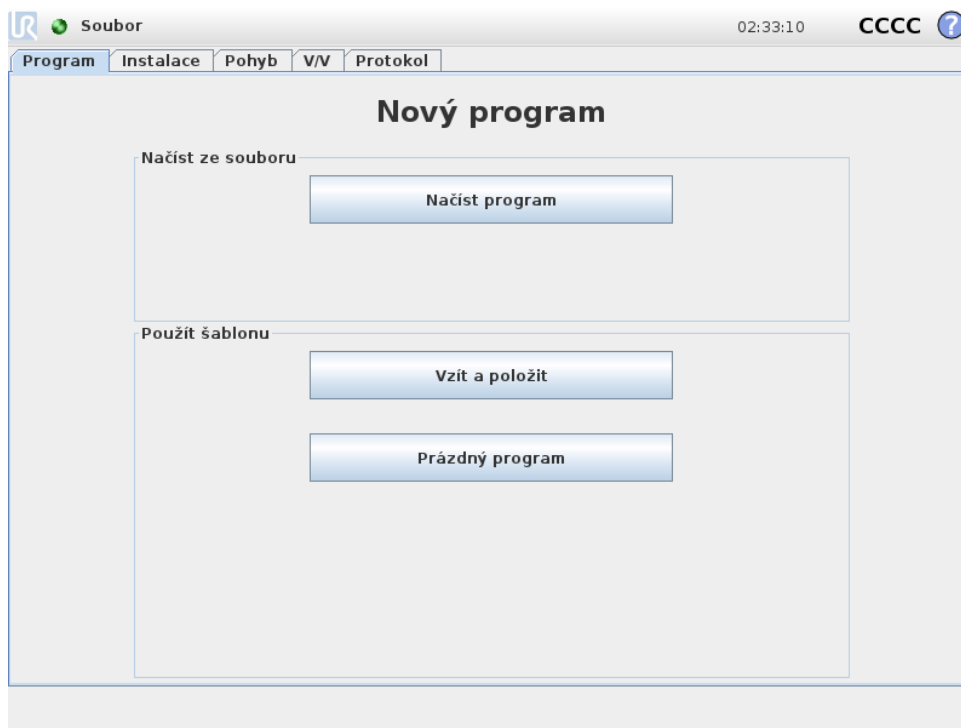 UR Soubor 02:33:10 CCCC ?
Program Instalace Pohyb V/V Protokol
Nový program
Načíst ze souboru
Načíst program
Použít šablonu
Vzít a položit
Prázdný program